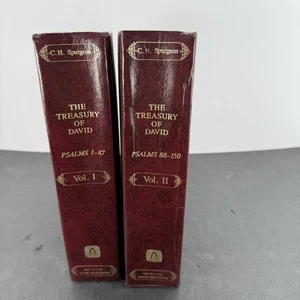 C. H. Spurgeon
THE
TREASURY
OF
DAVID
PSALMS 1-87
Vol. I
C. H. Spurgeon
THE
TREASURY
OF
DAVID
PSALMS 88-150
Vol. II